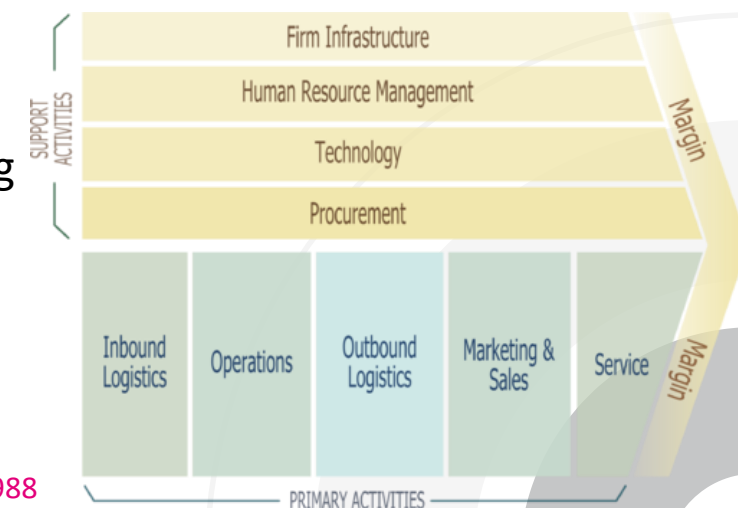 Firm Infrastructure
Human Resource Management
Technology
Procurement
SUPPORT
ACTIVITIES
Margin
g
Inbound
Logistics
Operations
Outbound
Logistics
Marketing &
Sales
Service
Margin
988
PRIMARY ACTIVITIES